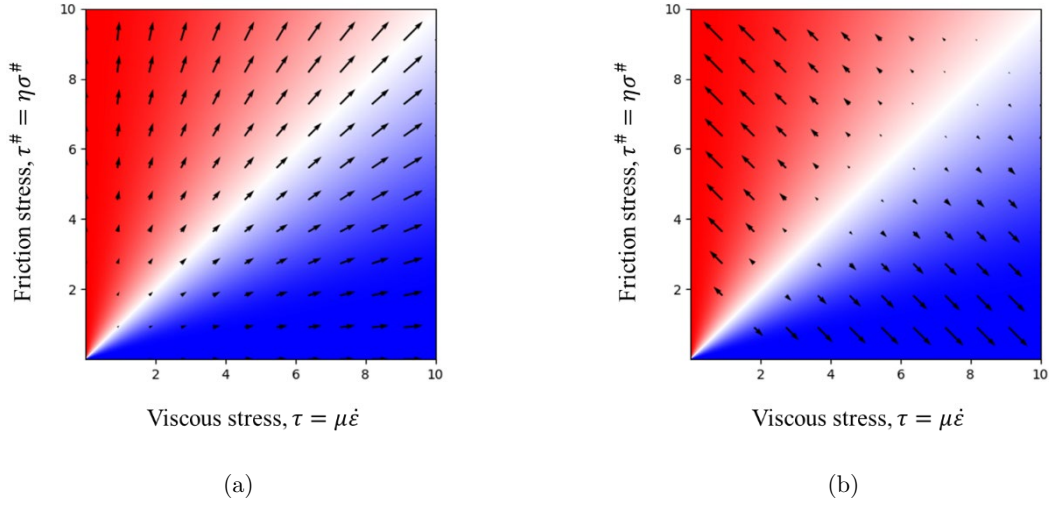 10
8
6
4
2
2 4 6 8 10
Friction stress, τ# = ησ#
Viscous stress, τ = με̇
(a)
10
8
6
4
2
2 4 6 8 10
Friction stress, τ# = ησ#
Viscous stress, τ = με̇
(b)